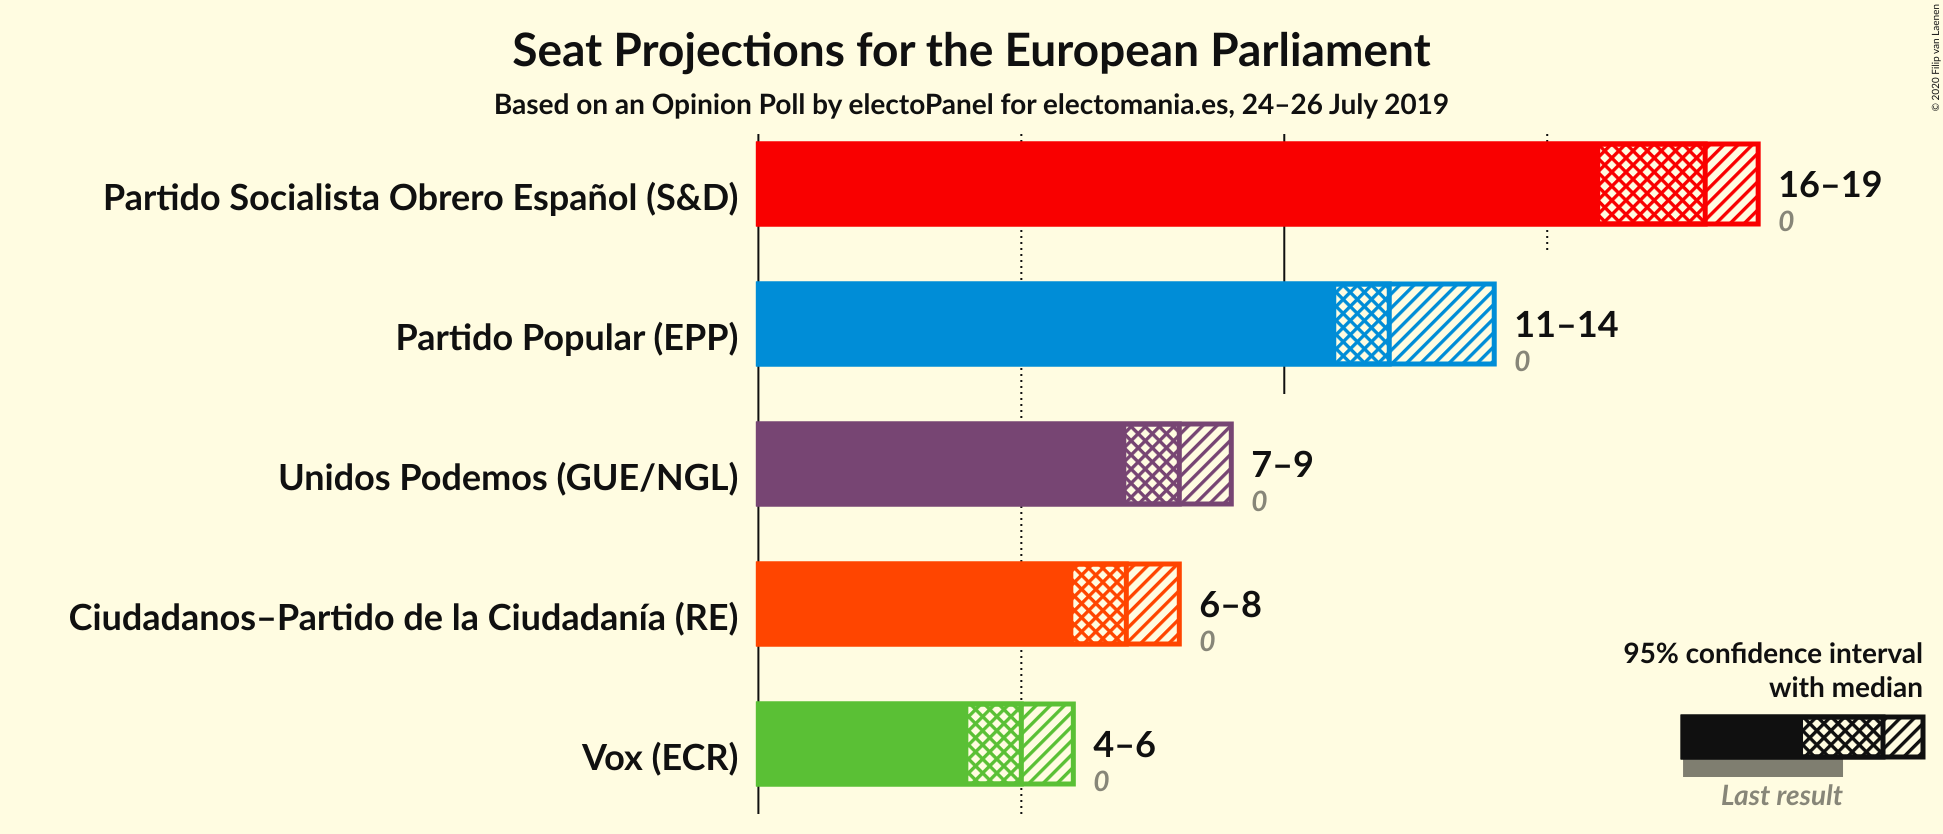 Seat Projections for the European Parliament
Based on an Opinion Poll by electoPanel for electomania.es, 24–26 July 2019
© 2020 Filip van Laenen
Partido Socialista Obrero Español (S&D)
16–19
0
Partido Popular (EPP)
11–14
0
Unidos Podemos (GUE/NGL)
7–9
0
Ciudadanos–Partido de la Ciudadanía (RE)
6–8
0
Vox (ECR)
4–6
0
95% confidence interval
with median
Last result